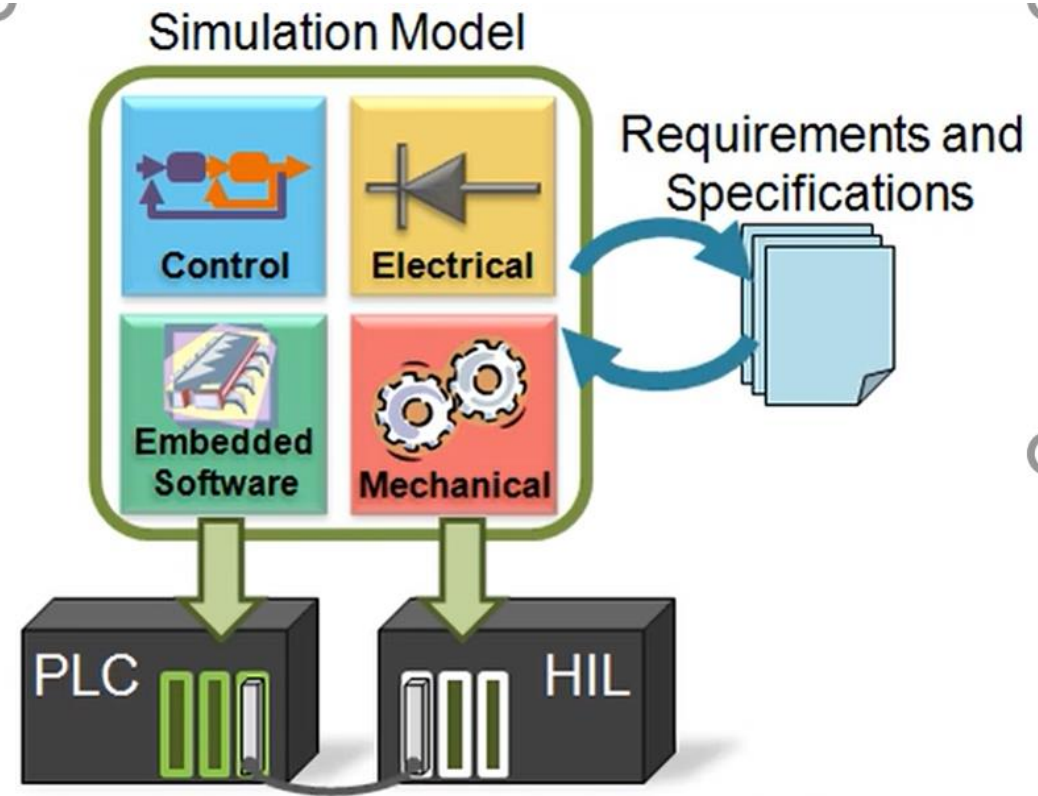 Simulation Model
Requirements and
Specifications
Control
Electrical
Embedded
Software
Mechanical
PLC
HIL